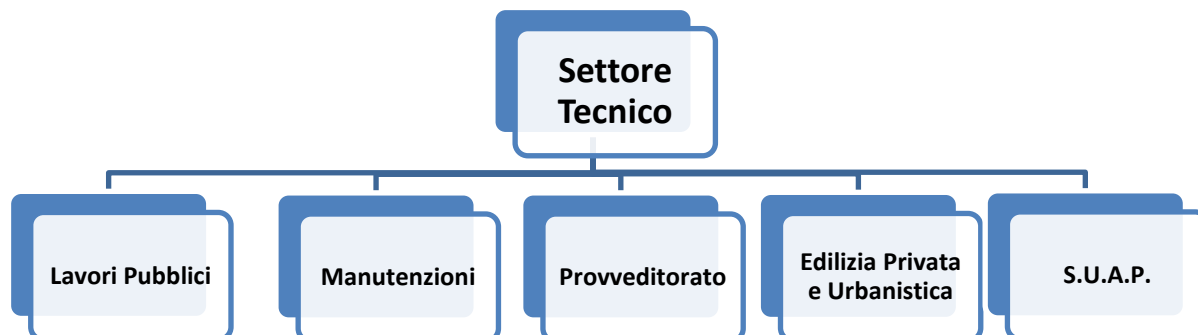 Settore
Tecnico
Lavori Pubblici
Manutenzioni
Provveditorato
Edilizia Privata
e Urbanistica
S.U.A.P.